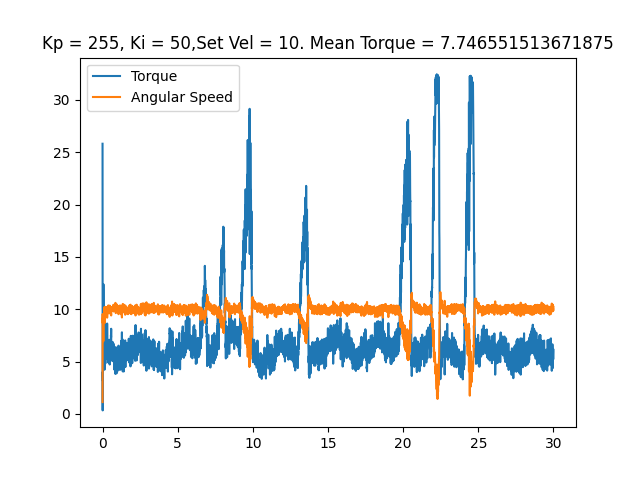 Kp = 255, Ki = 50,Set Vel = 10. Mean Torque = 7.746551513671875
Torque
Angular Speed
30
25
20
15
10
5
0
0 5 10 15 20 25 30